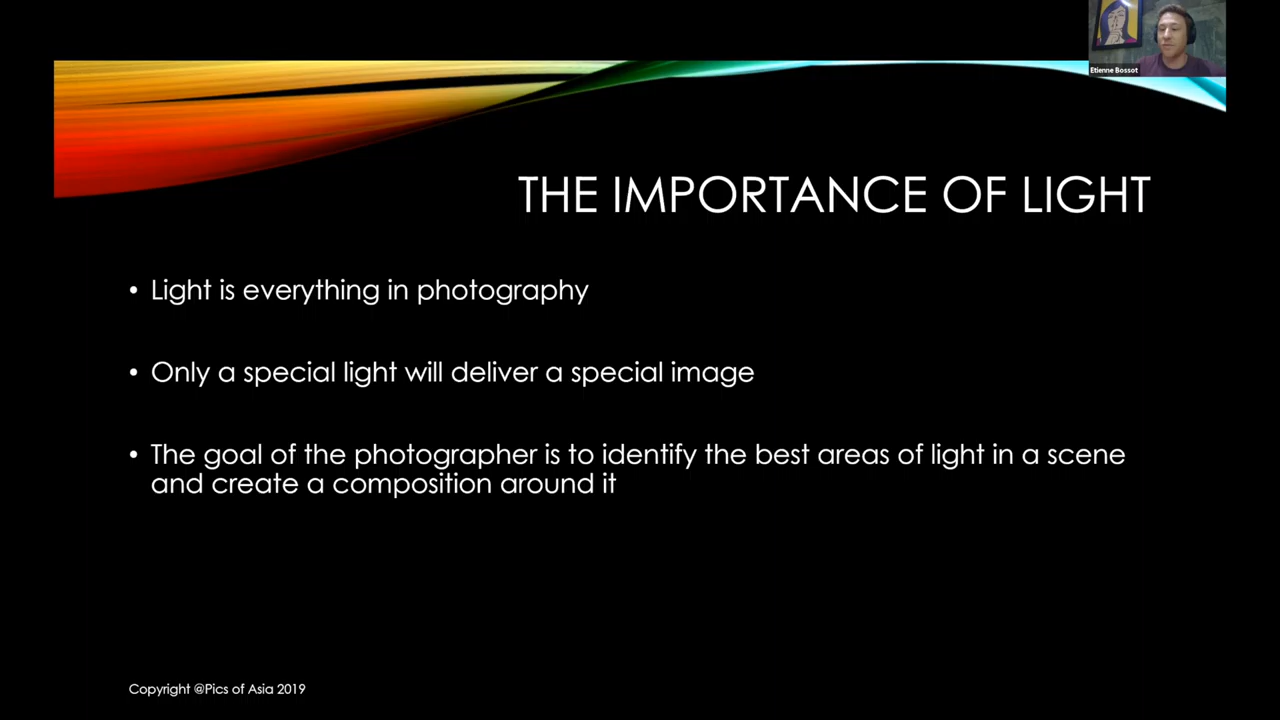 Etienne Bossot
THE IMPORTANCE OF LIGHT
• Light is everything in photography
• Only a special light will deliver a special image
• The goal of the photographer is to identify the best areas of light in a scene
and create a composition around it
Copyright @Pics of Asia 2019